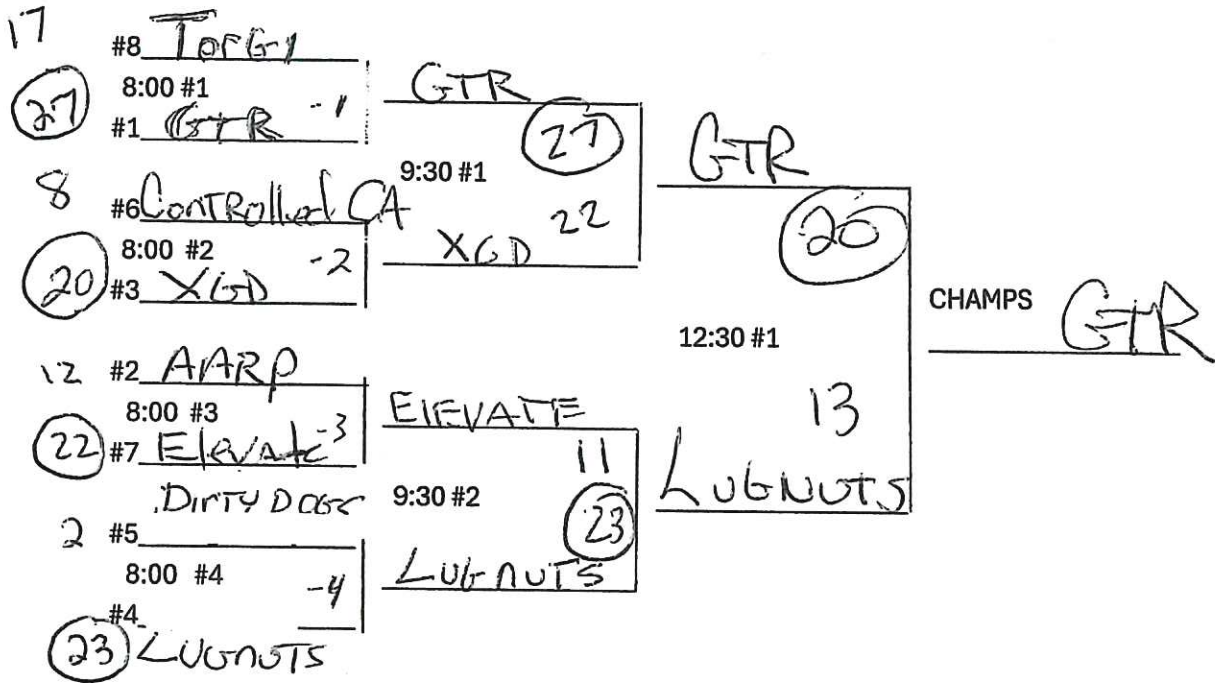 17
#8 TorG-1
8:00 #1
27
#1 GTR -1
8
#6 ConTRolled CA
8:00 #2
-2
20
#3 XGD
12
#2 AARP
8:00 #3
22
#7 Elevate -3
DirTY DOGS
2
#5
8:00 #4
-4
#4
23 LUGnUTS
GTR
27
9:30 #1
22
XGD
ElEVATE
11
9:30 #2
23
LUGnUTS
GTR
20
12:30 #1
13
LUGNUTS
CHAMPS GTR